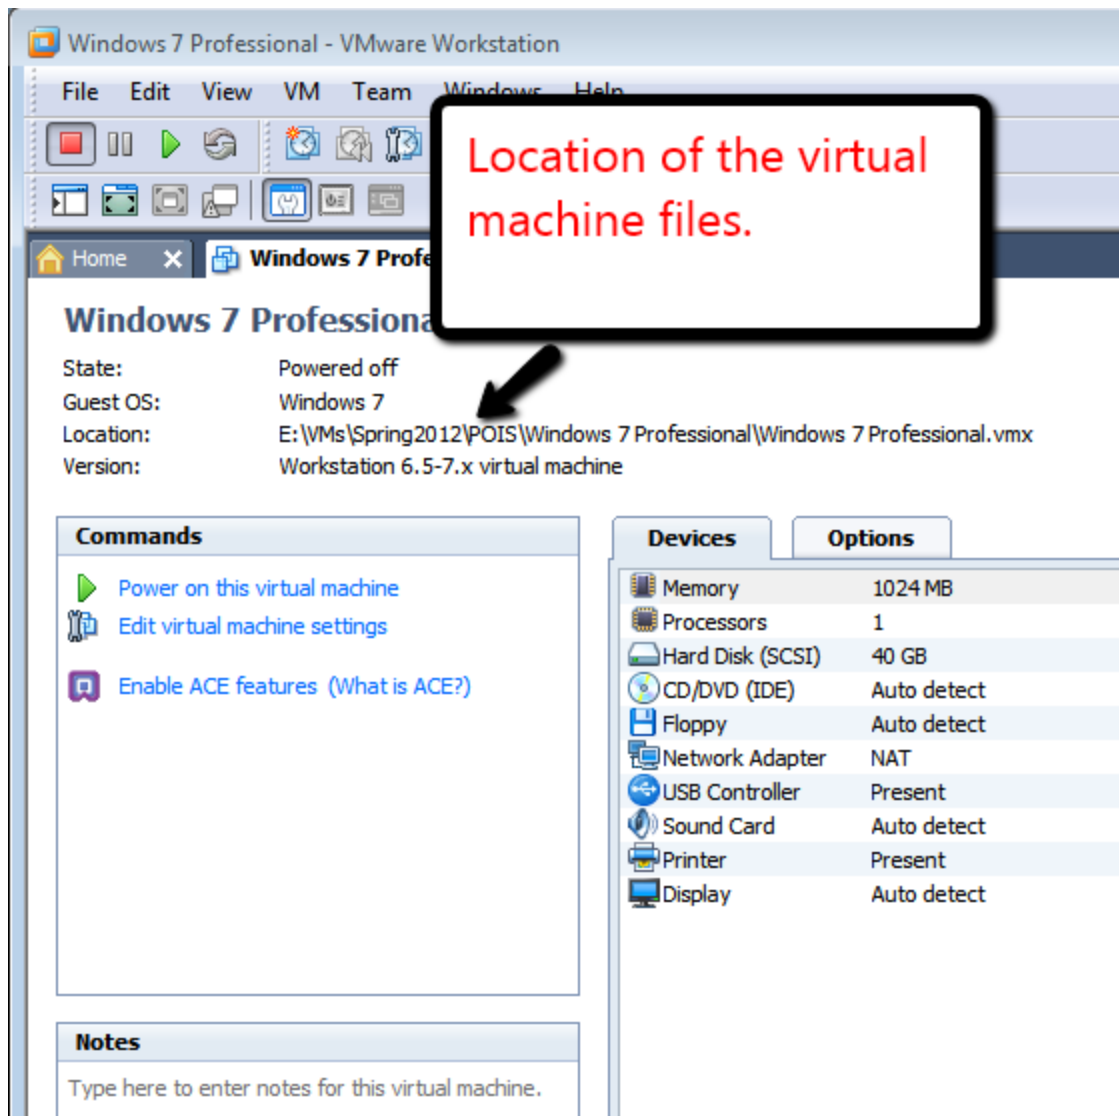 Windows 7 Professional - VMware Workstation
File Edit View VM Team Windows Help
Location of the virtual
machine files.
Home Windows 7 Profe
Windows 7 Professiona
State: Powered off
Guest OS: Windows 7
Location: E:\VMs\Spring2012\POIS\Windows 7 Professional\Windows 7 Professional.vmx
Version: Workstation 6.5-7.x virtual machine
Commands
Power on this virtual machine
Edit virtual machine settings
Enable ACE features (What is ACE?)
Devices Options
Memory 1024 MB
Processors 1
Hard Disk (SCSI) 40 GB
CD/DVD (IDE) Auto detect
Floppy Auto detect
Network Adapter NAT
USB Controller Present
Sound Card Auto detect
Printer Present
Display Auto detect
Notes
Type here to enter notes for this virtual machine.